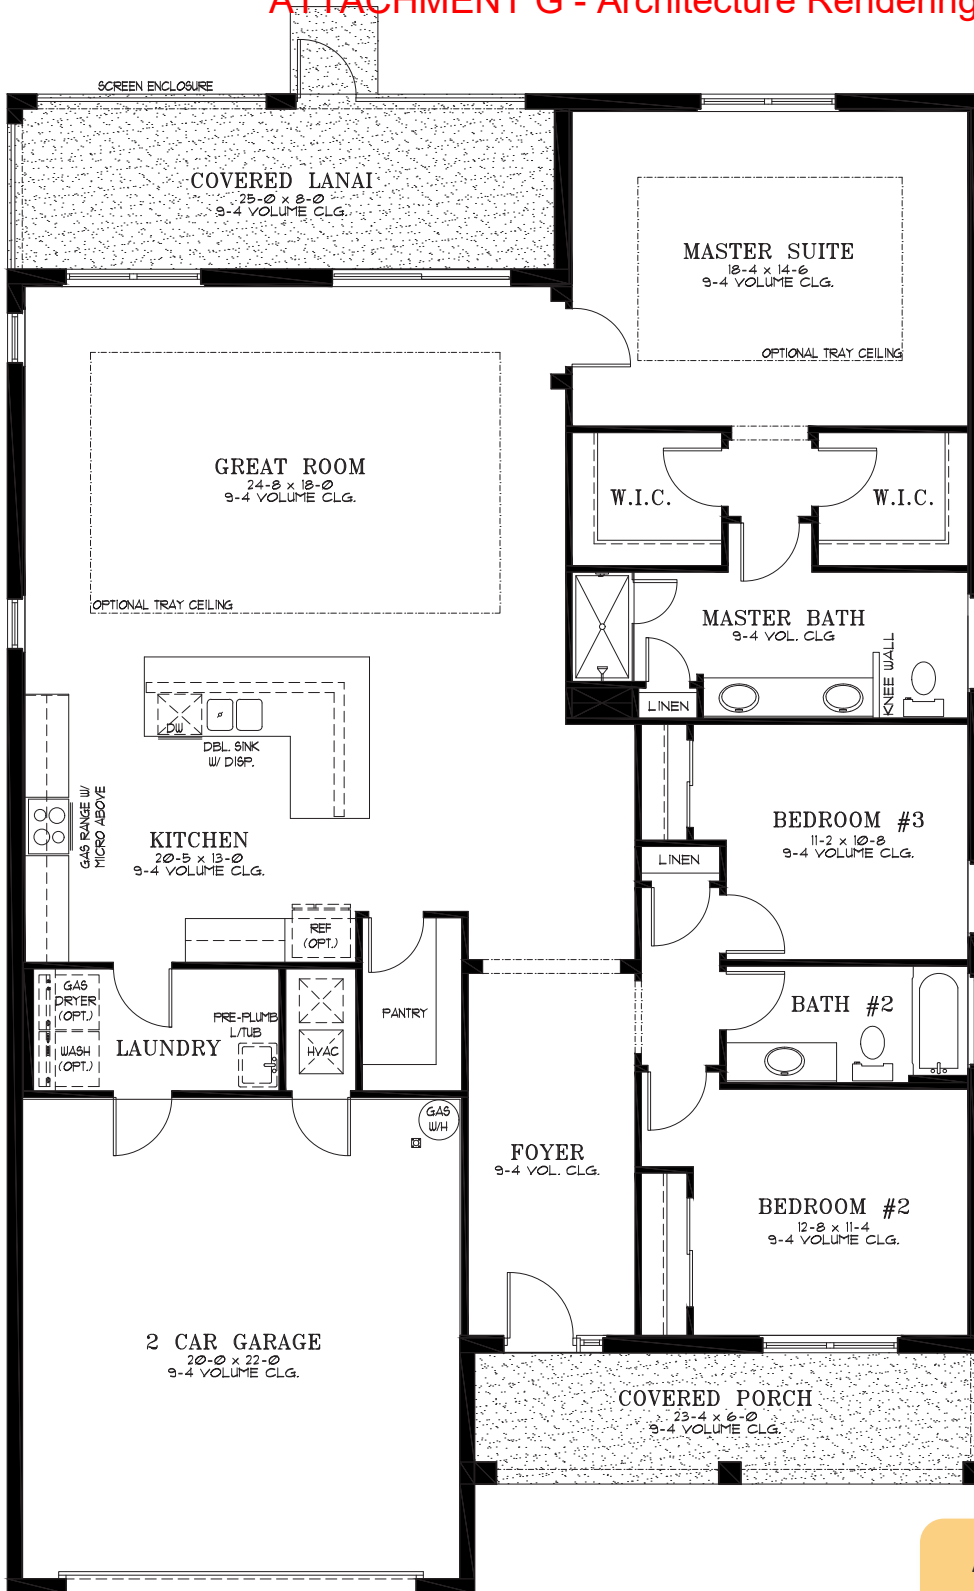 ATTACHMENT G - Architecture Rendering
SCREEN ENCLOSURE
COVERED LANAI
25-0 x 8-0
9-4 VOLUME CLG.
MASTER SUITE
18-4 x 14-6
9-4 VOLUME CLG.
OPTIONAL TRAY CEILING
GREAT ROOM
24-8 x 18-0
9-4 VOLUME CLG.
OPTIONAL TRAY CEILING
W.I.C.
W.I.C.
MASTER BATH
9-4 VOL. CLG
KNEE WALL
LINEN
DW
DBL. SINK
W/ DISP.
GAS RANGE W/
MICRO ABOVE
KITCHEN
20-5 x 13-0
9-4 VOLUME CLG.
BEDROOM #3
11-2 x 10-8
9-4 VOLUME CLG.
LINEN
REF
(OPT.)
PANTRY
GAS
DRYER
(OPT.)
WASH
(OPT.)
LAUNDRY
PRE-PLUMB
L/TUB
HVAC
BATH #2
GAS
W/H
FOYER
9-4 VOL. CLG.
BEDROOM #2
12-8 x 11-4
9-4 VOLUME CLG.
2 CAR GARAGE
20-0 x 22-0
9-4 VOLUME CLG.
COVERED PORCH
23-4 x 6-0
9-4 VOLUME CLG.